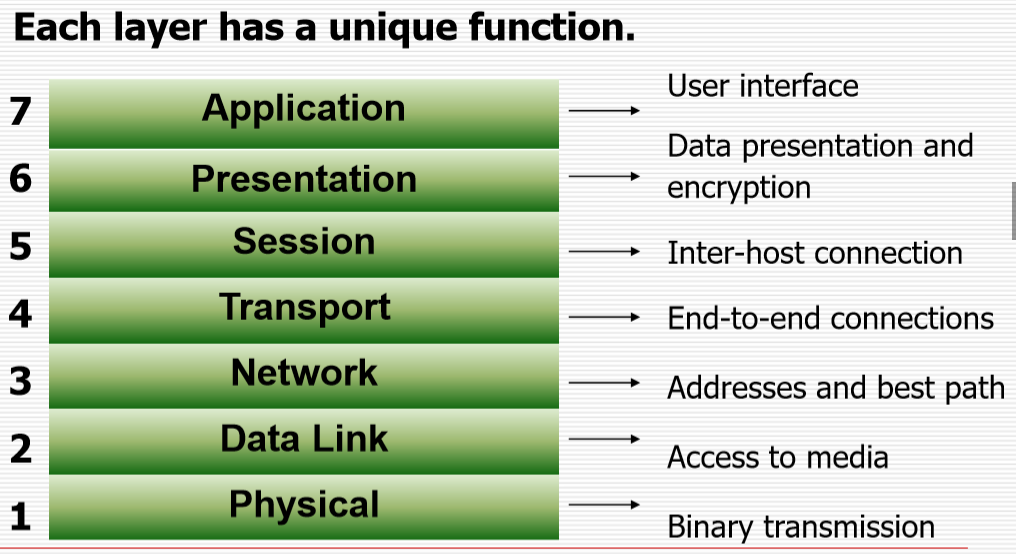 Each layer has a unique function.
7 Application User interface
6 Presentation Data presentation and
encryption
5 Session Inter-host connection
4 Transport End-to-end connections
3 Network Addresses and best path
2 Data Link Access to media
1 Physical Binary transmission